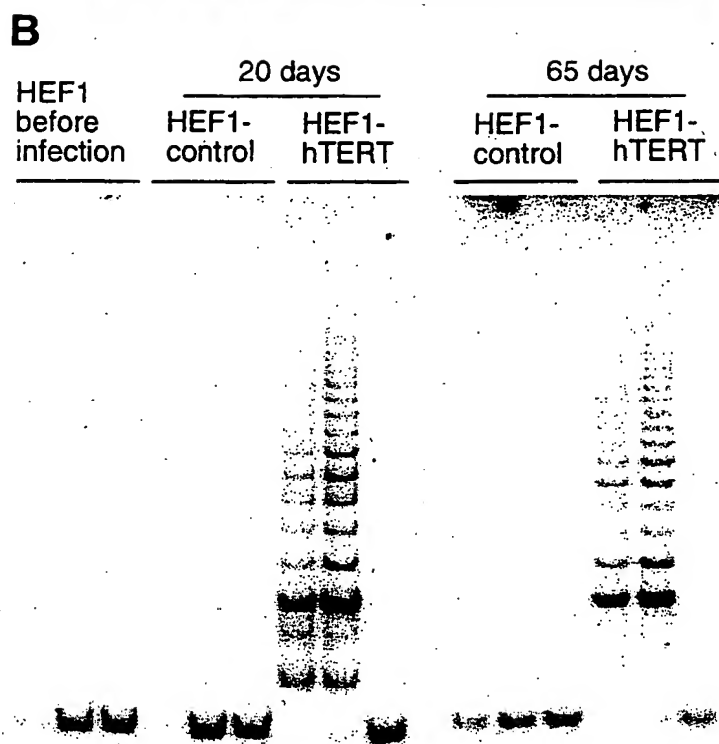 B
20 days
65 days
HEF1
before
infection
HEF1-
control
HEF1-
hTERT
HEF1-
control
HEF1-
hTERT